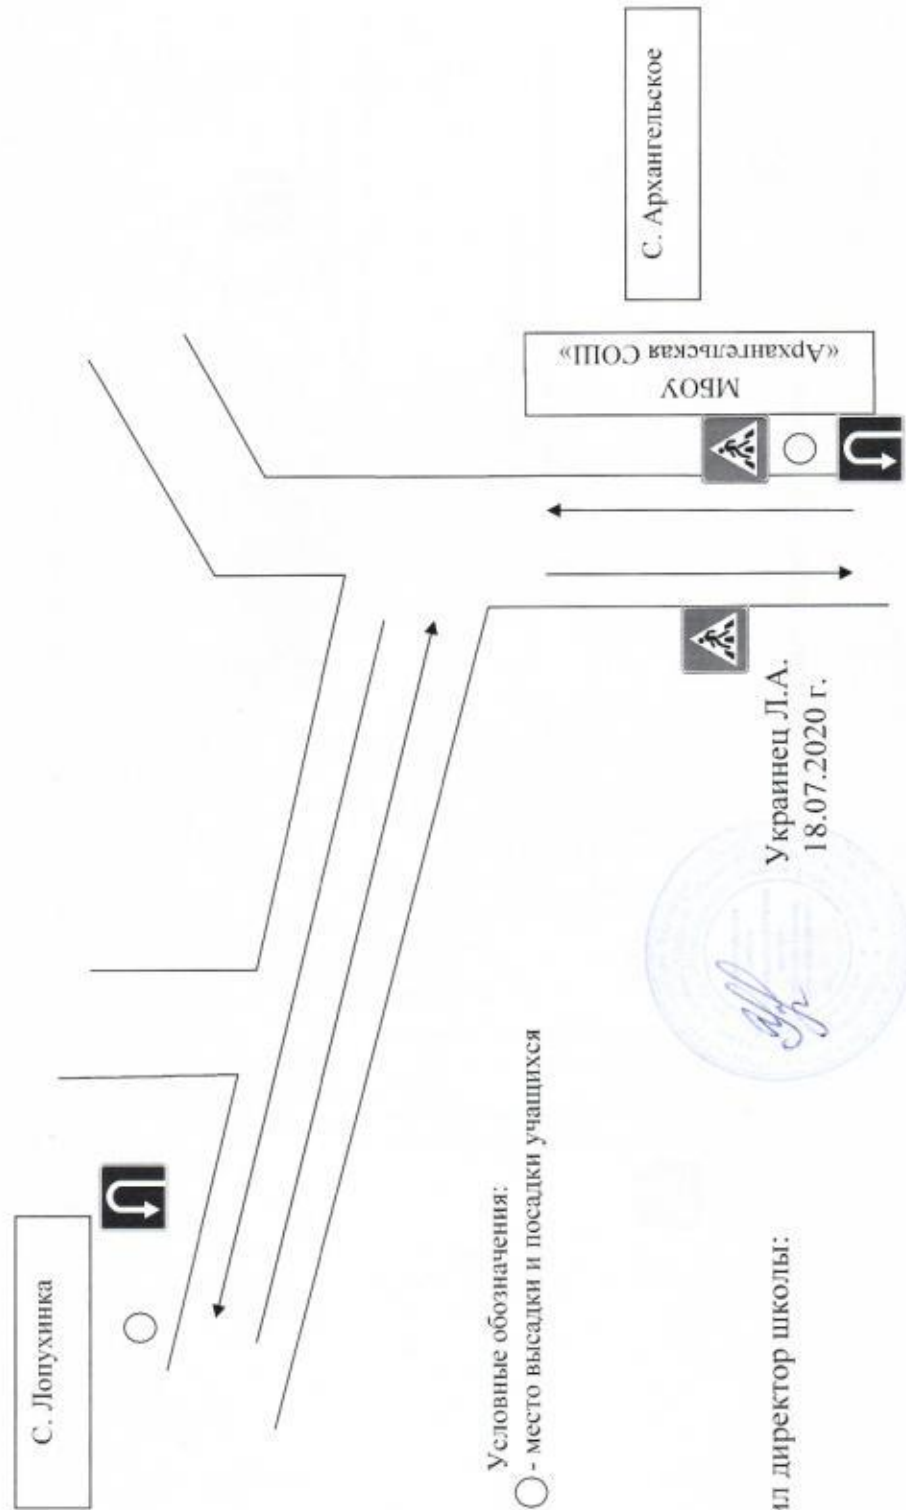 С. Лопухинка
С. Архангельское
МБОУ
«Архангельская СОШ»
Условные обозначения:
- место высадки и посадки учащихся
ил директор школы:
Украинец Л.А.
18.07.2020 г.